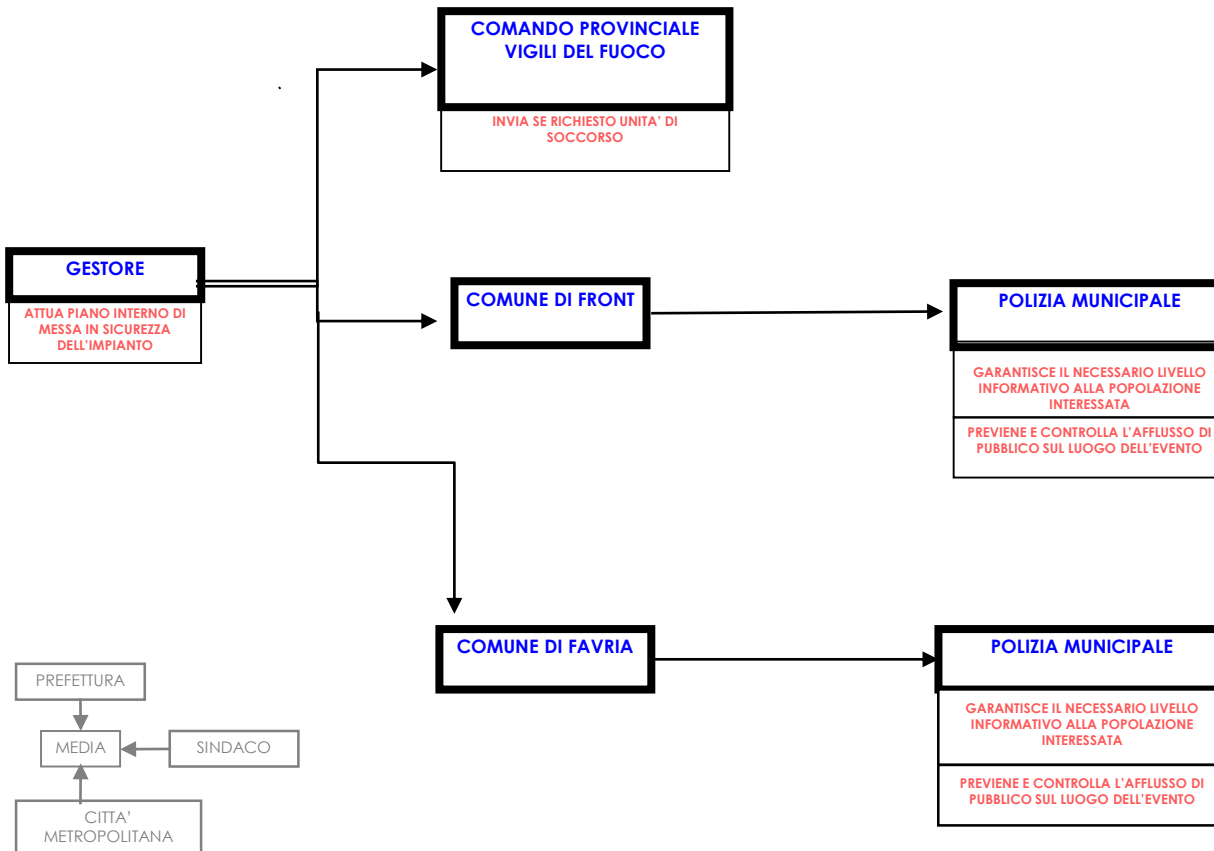 COMANDO PROVINCIALE
VIGILI DEL FUOCO
INVIA SE RICHIESTO UNITA' DI
SOCCORSO
GESTORE
ATTUA PIANO INTERNO DI
MESSA IN SICUREZZA
DELL'IMPIANTO
COMUNE DI FRONT
POLIZIA MUNICIPALE
GARANTISCE IL NECESSARIO LIVELLO
INFORMATIVO ALLA POPOLAZIONE
INTERESSATA
PREVIENE E CONTROLLA L'AFFLUSSO DI
PUBBLICO SUL LUOGO DELL'EVENTO
COMUNE DI FAVRIA
POLIZIA MUNICIPALE
GARANTISCE IL NECESSARIO LIVELLO
INFORMATIVO ALLA POPOLAZIONE
INTERESSATA
PREVIENE E CONTROLLA L'AFFLUSSO DI
PUBBLICO SUL LUOGO DELL'EVENTO
PREFETTURA
MEDIA
SINDACO
CITTA'
METROPOLITANA